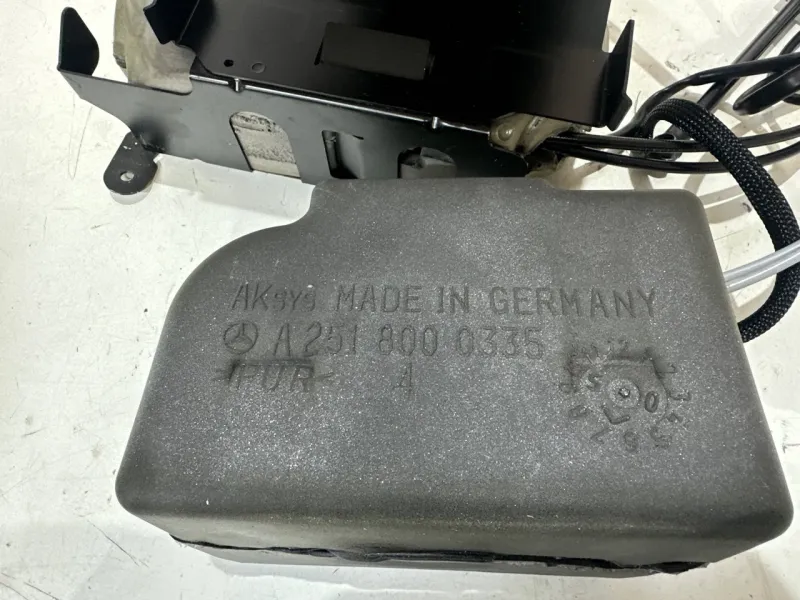 AKsys MADE IN GERMANY
A 251 800 0335
PUR